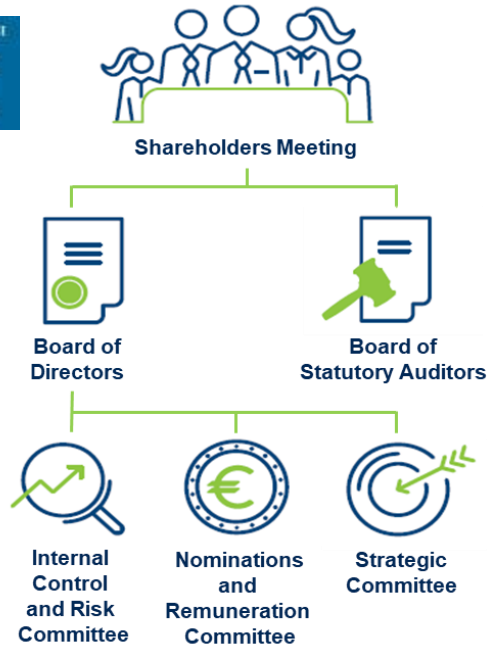 Shareholders Meeting
Board of
Directors
Board of
Statutory Auditors
Internal
Control
and Risk
Committee
Nominations
and
Remuneration
Committee
Strategic
Committee